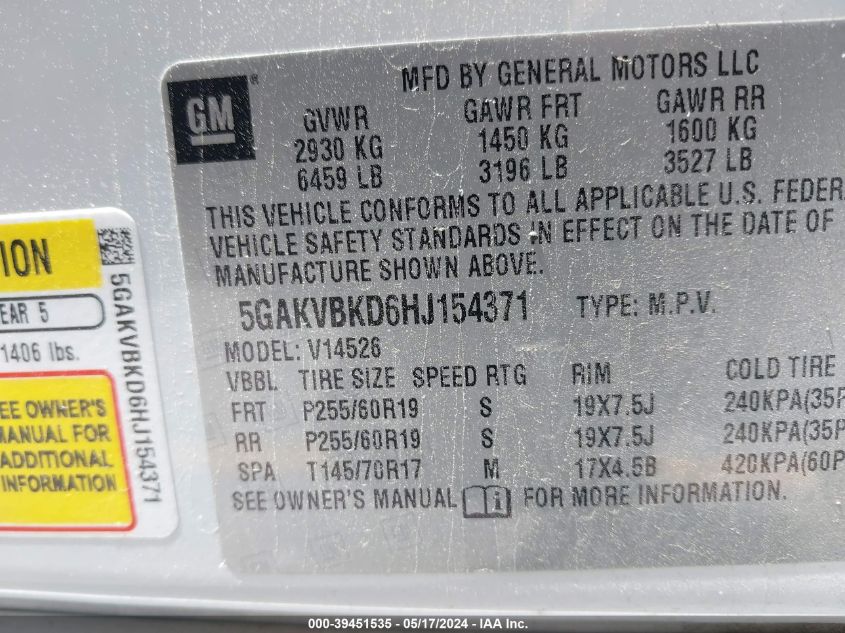 MFD BY GENERAL MOTORS LLC
GM®
GVWR GAWR FRT GAWR RR
2930 KG 1450 KG 1600 KG
6459 LB 3196 LB 3527 LB
THIS VEHICLE CONFORMS TO ALL APPLICABLE U.S. FEDER
VEHICLE SAFETY STANDARDS IN EFFECT ON THE DATE OF
MANUFACTURE SHOWN ABOVE.
5GAKVBKD6HJ154371 TYPE: M.P.V.
MODEL: V14526
VBBL TIRE SIZE SPEED RTG RIM COLD TIRE
FRT P255/60R19 S 19X7.5J 240KPA(35P
RR P255/60R19 S 19X7.5J 240KPA(35P
SPA T145/70R17 M 17X4.5B 420KPA(60P
SEE OWNER'S MANUAL i FOR MORE INFORMATION.
ION
EAR 5
1406 lbs.
EE OWNER'S
MANUAL FOR
ADDITIONAL
INFORMATION
5GAKVBKD6HJ154371
000-39451535 - 05/17/2024 - IAA, Inc.